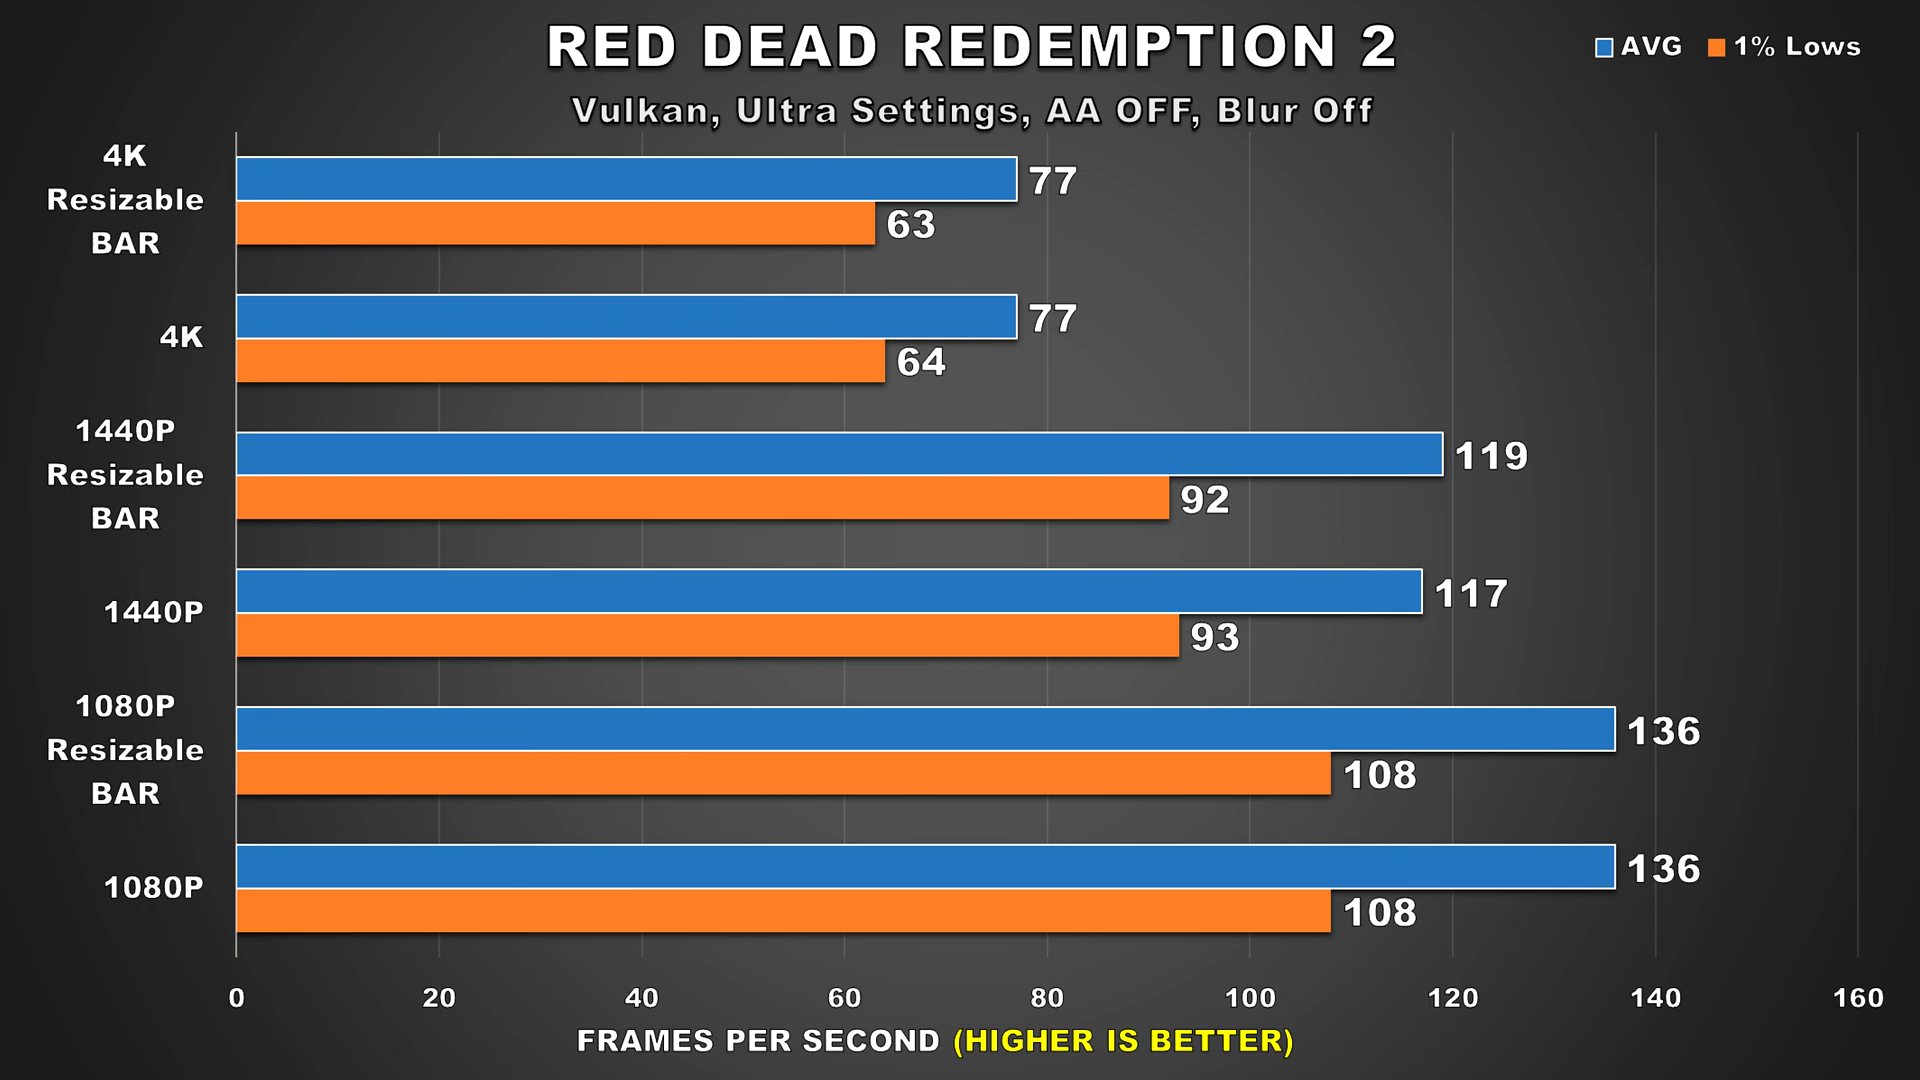 RED DEAD REDEMPTION 2
AVG 1% Lows
Vulkan, Ultra Settings, AA OFF, Blur Off
4K
Resizable
BAR
77
63
4K
77
64
1440P
Resizable
BAR
119
92
1440P
117
93
1080P
Resizable
BAR
136
108
1080P
136
108
0 20 40 60 80 100 120 140 160
FRAMES PER SECOND (HIGHER IS BETTER)